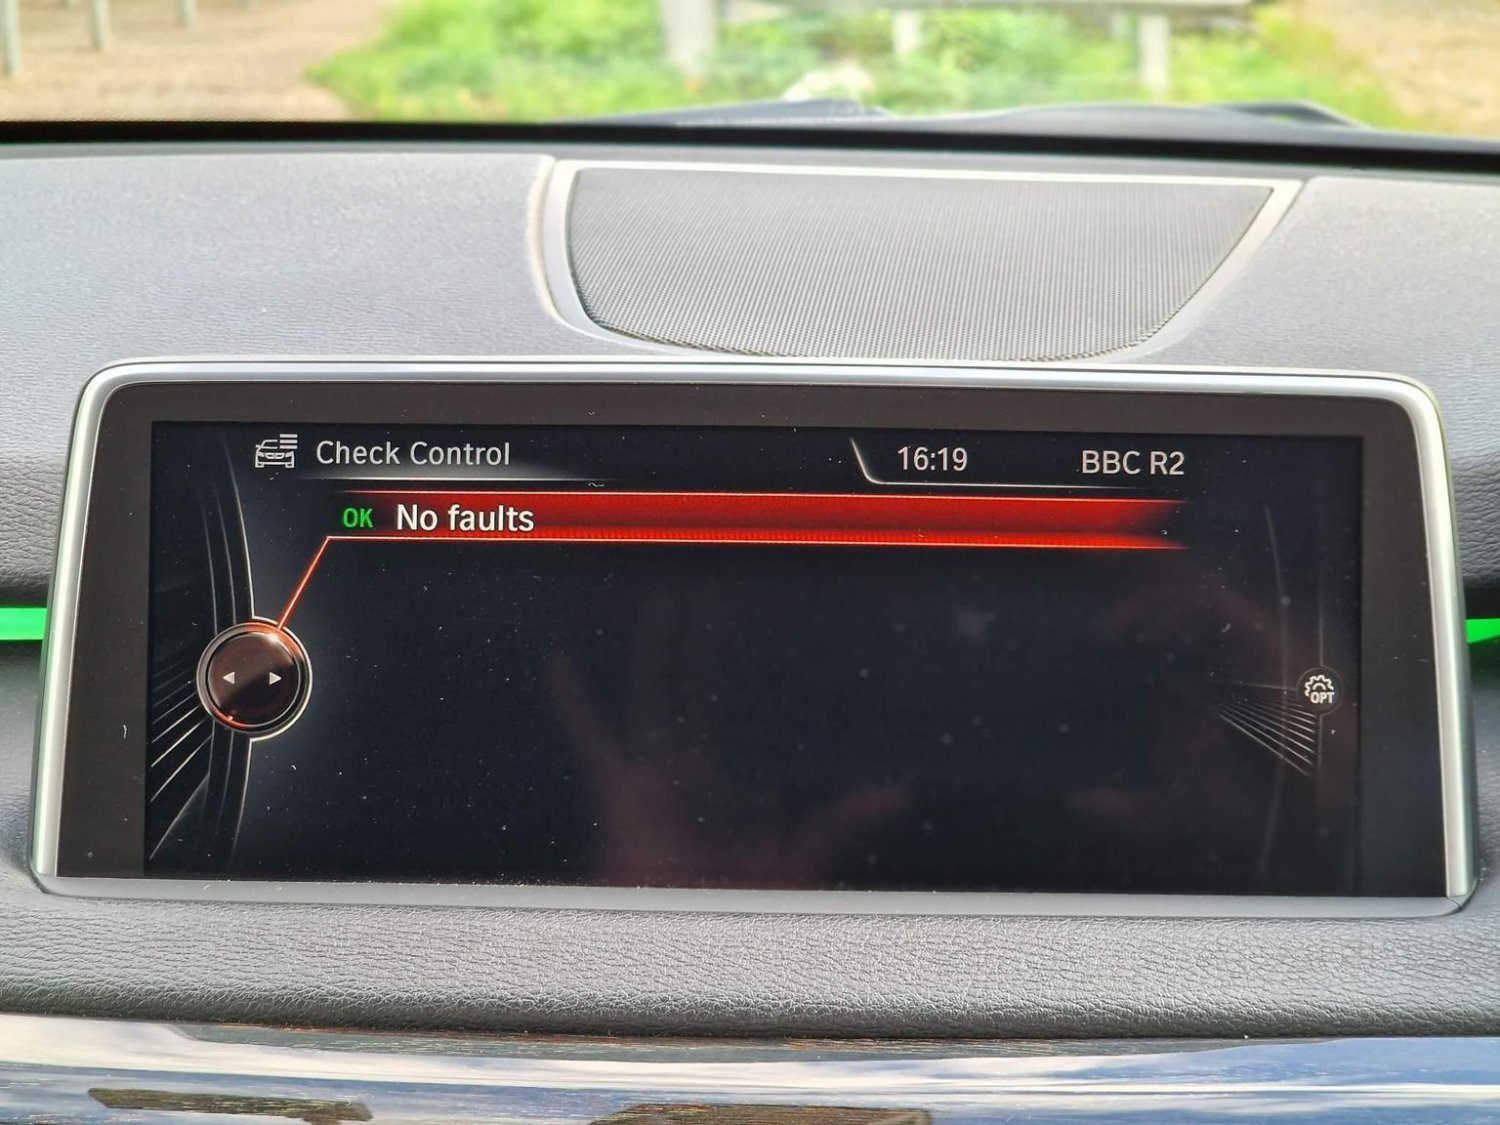 Check Control
16:19
BBC R2
OK No faults
OPT